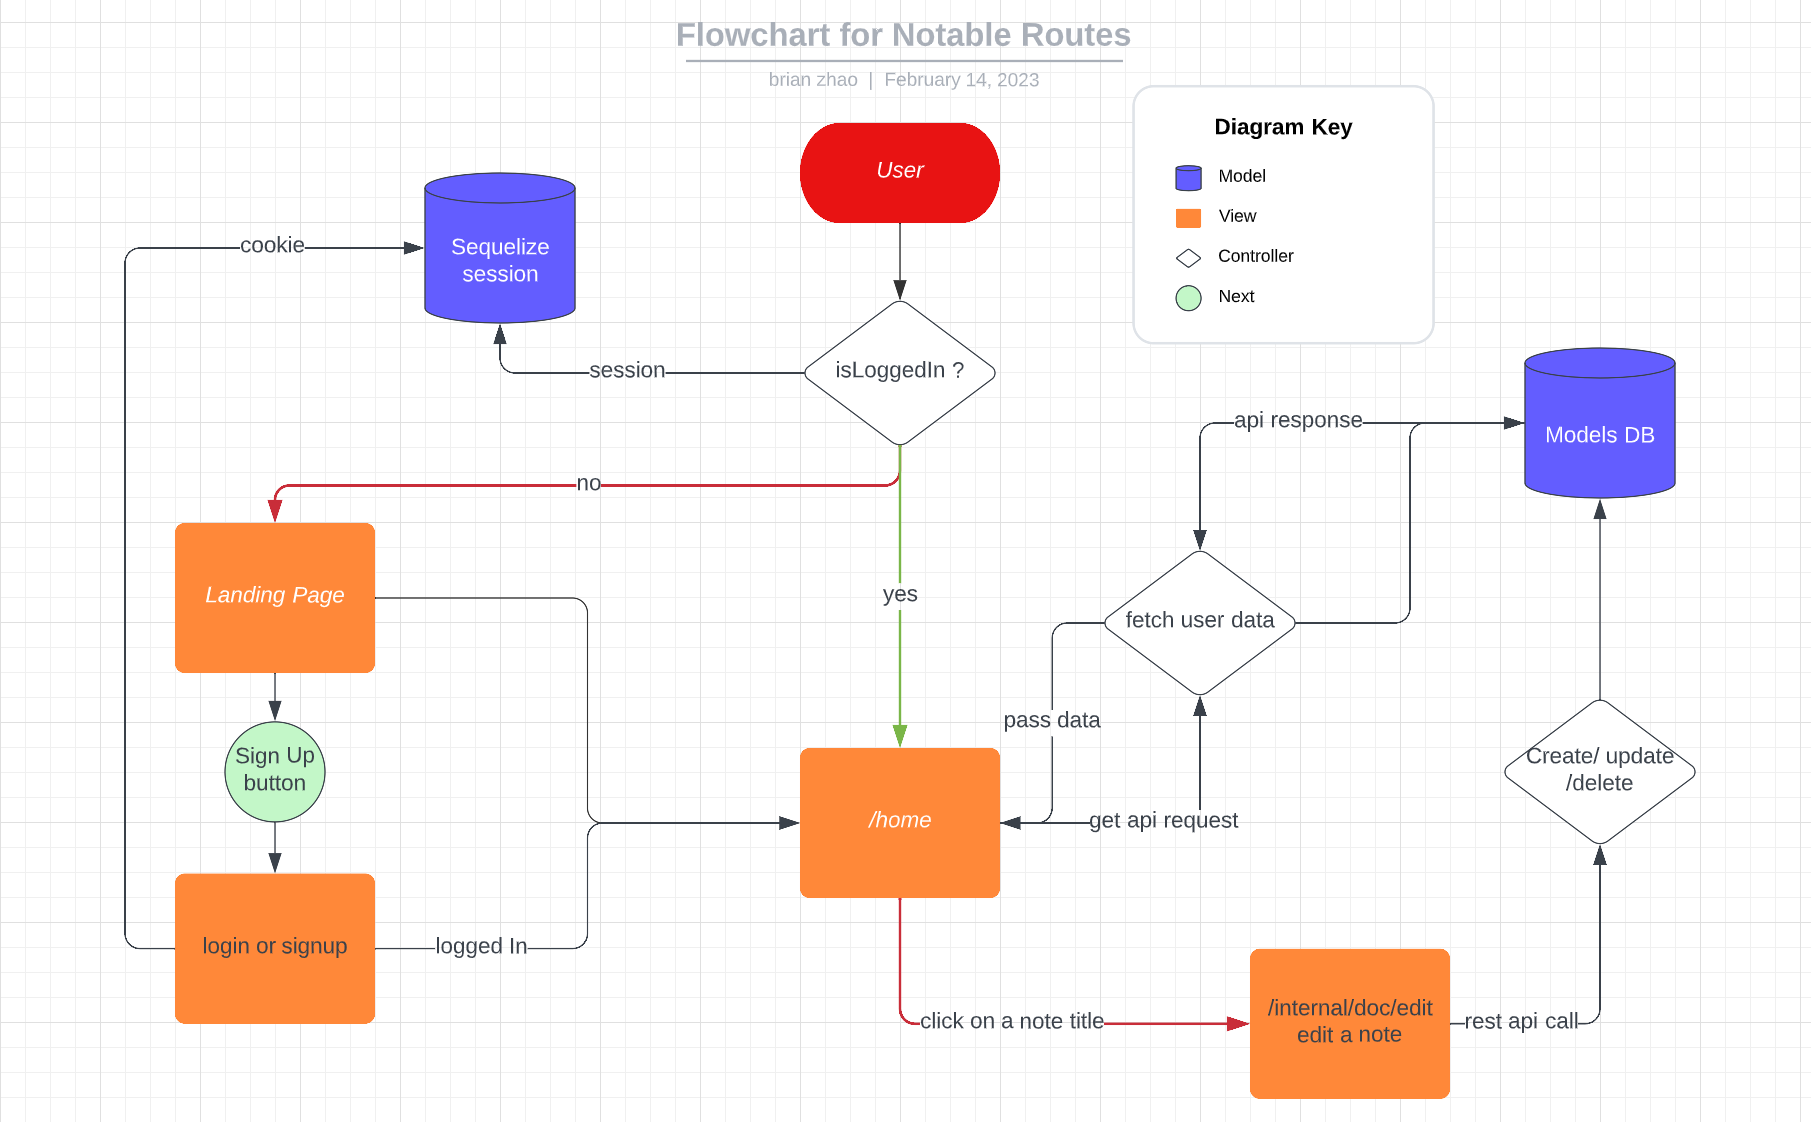 Flowchart for Notable Routes
brian zhao | February 14, 2023
Diagram Key
Model
View
Controller
Next
User
cookie
Sequelize
session
session
isLoggedIn ?
no
yes
Landing Page
Sign Up
button
login or signup
logged In
/home
api response
Models DB
fetch user data
pass data
get api request
Create/ update
/delete
click on a note title
/internal/doc/edit
edit a note
rest api call